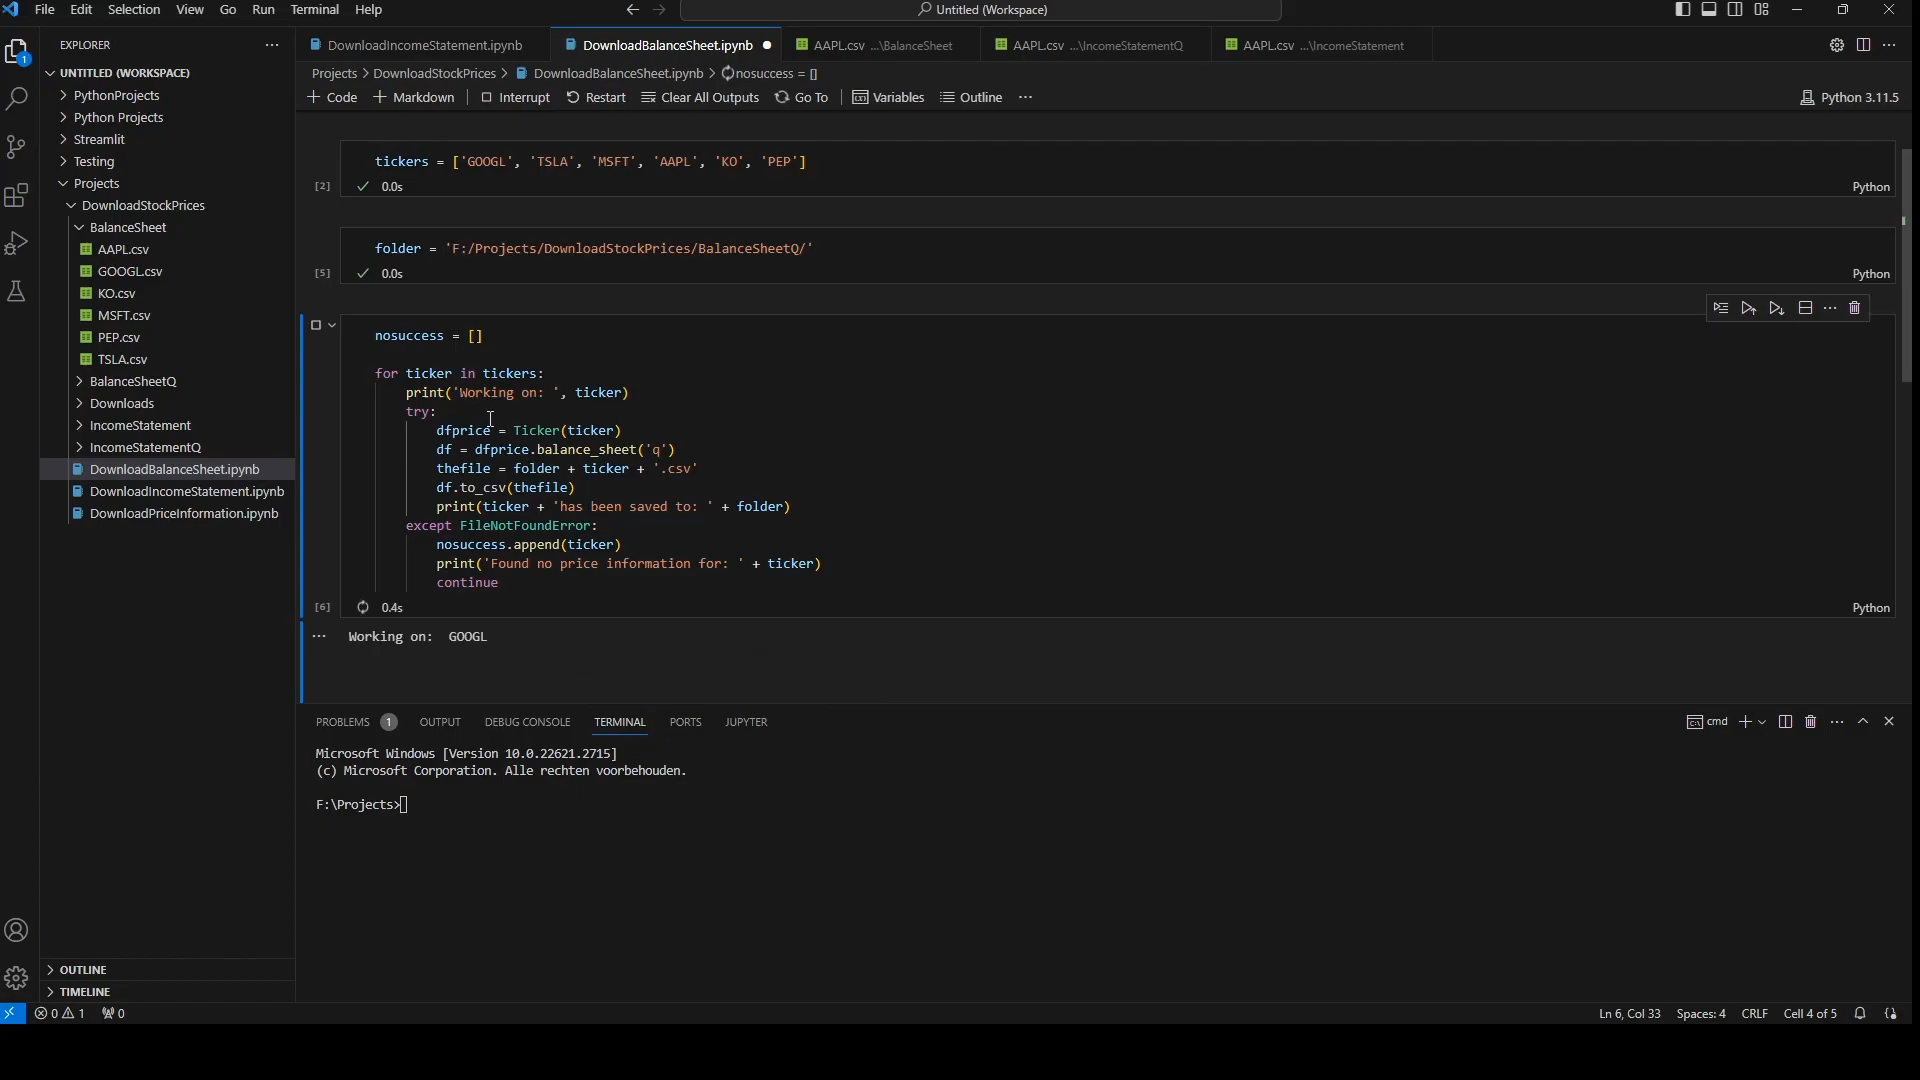 File Edit Selection View Go Run Terminal Help
Untitled (Workspace)
EXPLORER
UNTITLED (WORKSPACE)
PythonProjects
Python Projects
Streamlit
Testing
Projects
DownloadStockPrices
BalanceSheet
AAPL.csv
GOOGL.csv
KO.csv
MSFT.csv
PEP.csv
TSLA.csv
BalanceSheetQ
Downloads
IncomeStatement
IncomeStatementQ
DownloadBalanceSheet.ipynb
DownloadIncomeStatement.ipynb
DownloadPriceInformation.ipynb
OUTLINE
TIMELINE
1
DownloadIncomeStatement.ipynb DownloadBalanceSheet.ipynb AAPL.csv ...\BalanceSheet AAPL.csv ...\IncomeStatementQ AAPL.csv ...\IncomeStatement
Projects > DownloadStockPrices > DownloadBalanceSheet.ipynb > nosuccess = []
+ Code + Markdown Interrupt Restart Clear All Outputs Go To Variables Outline ... Python 3.11.5
tickers = ['GOOGL', 'TSLA', 'MSFT', 'AAPL', 'KO', 'PEP']
[2] 0.0s Python
folder = 'F:/Projects/DownloadStockPrices/BalanceSheetQ/'
[5] 0.0s Python
nosuccess = []
for ticker in tickers:
print('Working on: ', ticker)
try:
dfprice = Ticker(ticker)
df = dfprice.balance_sheet('q')
thefile = folder + ticker + '.csv'
df.to_csv(thefile)
print(ticker + 'has been saved to: ' + folder)
except FileNotFoundError:
nosuccess.append(ticker)
print('Found no price information for: ' + ticker)
continue
[6] 0.4s Python
... Working on:  GOOGL
PROBLEMS 1 OUTPUT DEBUG CONSOLE TERMINAL PORTS JUPYTER cmd
Microsoft Windows [Version 10.0.22621.2715]
(c) Microsoft Corporation. Alle rechten voorbehouden.
F:\Projects>
0 1 0 Ln 6, Col 33 Spaces: 4 CRLF Cell 4 of 5